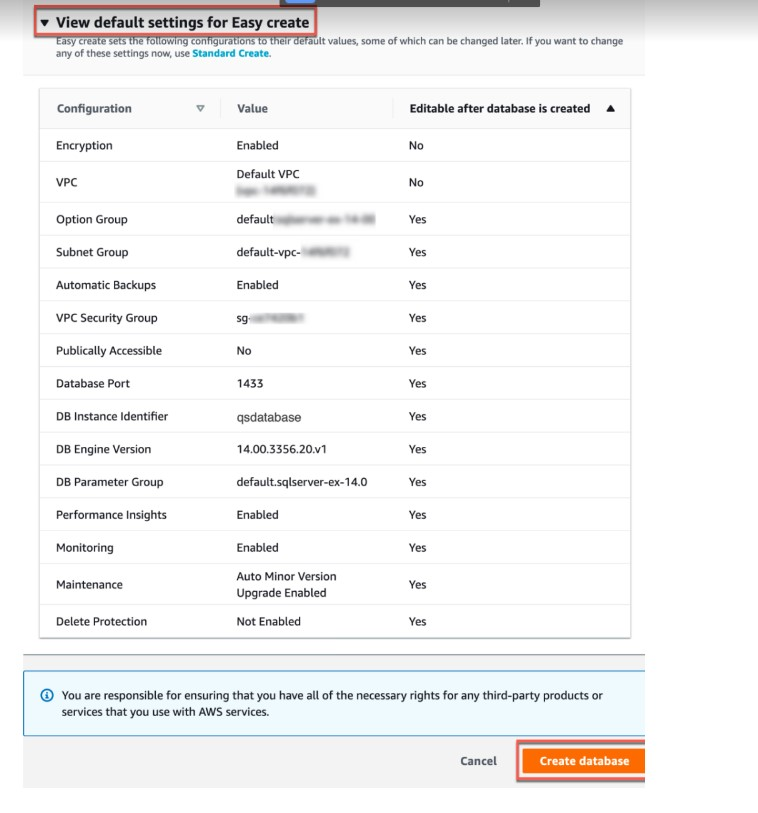 ▼ View default settings for Easy create
Easy create sets the following configurations to their default values, some of which can be changed later. If you want to change
any of these settings now, use Standard Create.
Configuration Value Editable after database is created
Encryption Enabled No
VPC Default VPC No
Option Group default Yes
Subnet Group default-vpc- Yes
Automatic Backups Enabled Yes
VPC Security Group sg- Yes
Publically Accessible No Yes
Database Port 1433 Yes
DB Instance Identifier qsdatabase Yes
DB Engine Version 14.00.3356.20.v1 Yes
DB Parameter Group default.sqlserver-ex-14.0 Yes
Performance Insights Enabled Yes
Monitoring Enabled Yes
Maintenance Auto Minor Version Yes
Upgrade Enabled
Delete Protection Not Enabled Yes
You are responsible for ensuring that you have all of the necessary rights for any third-party products or
services that you use with AWS services.
Cancel Create database